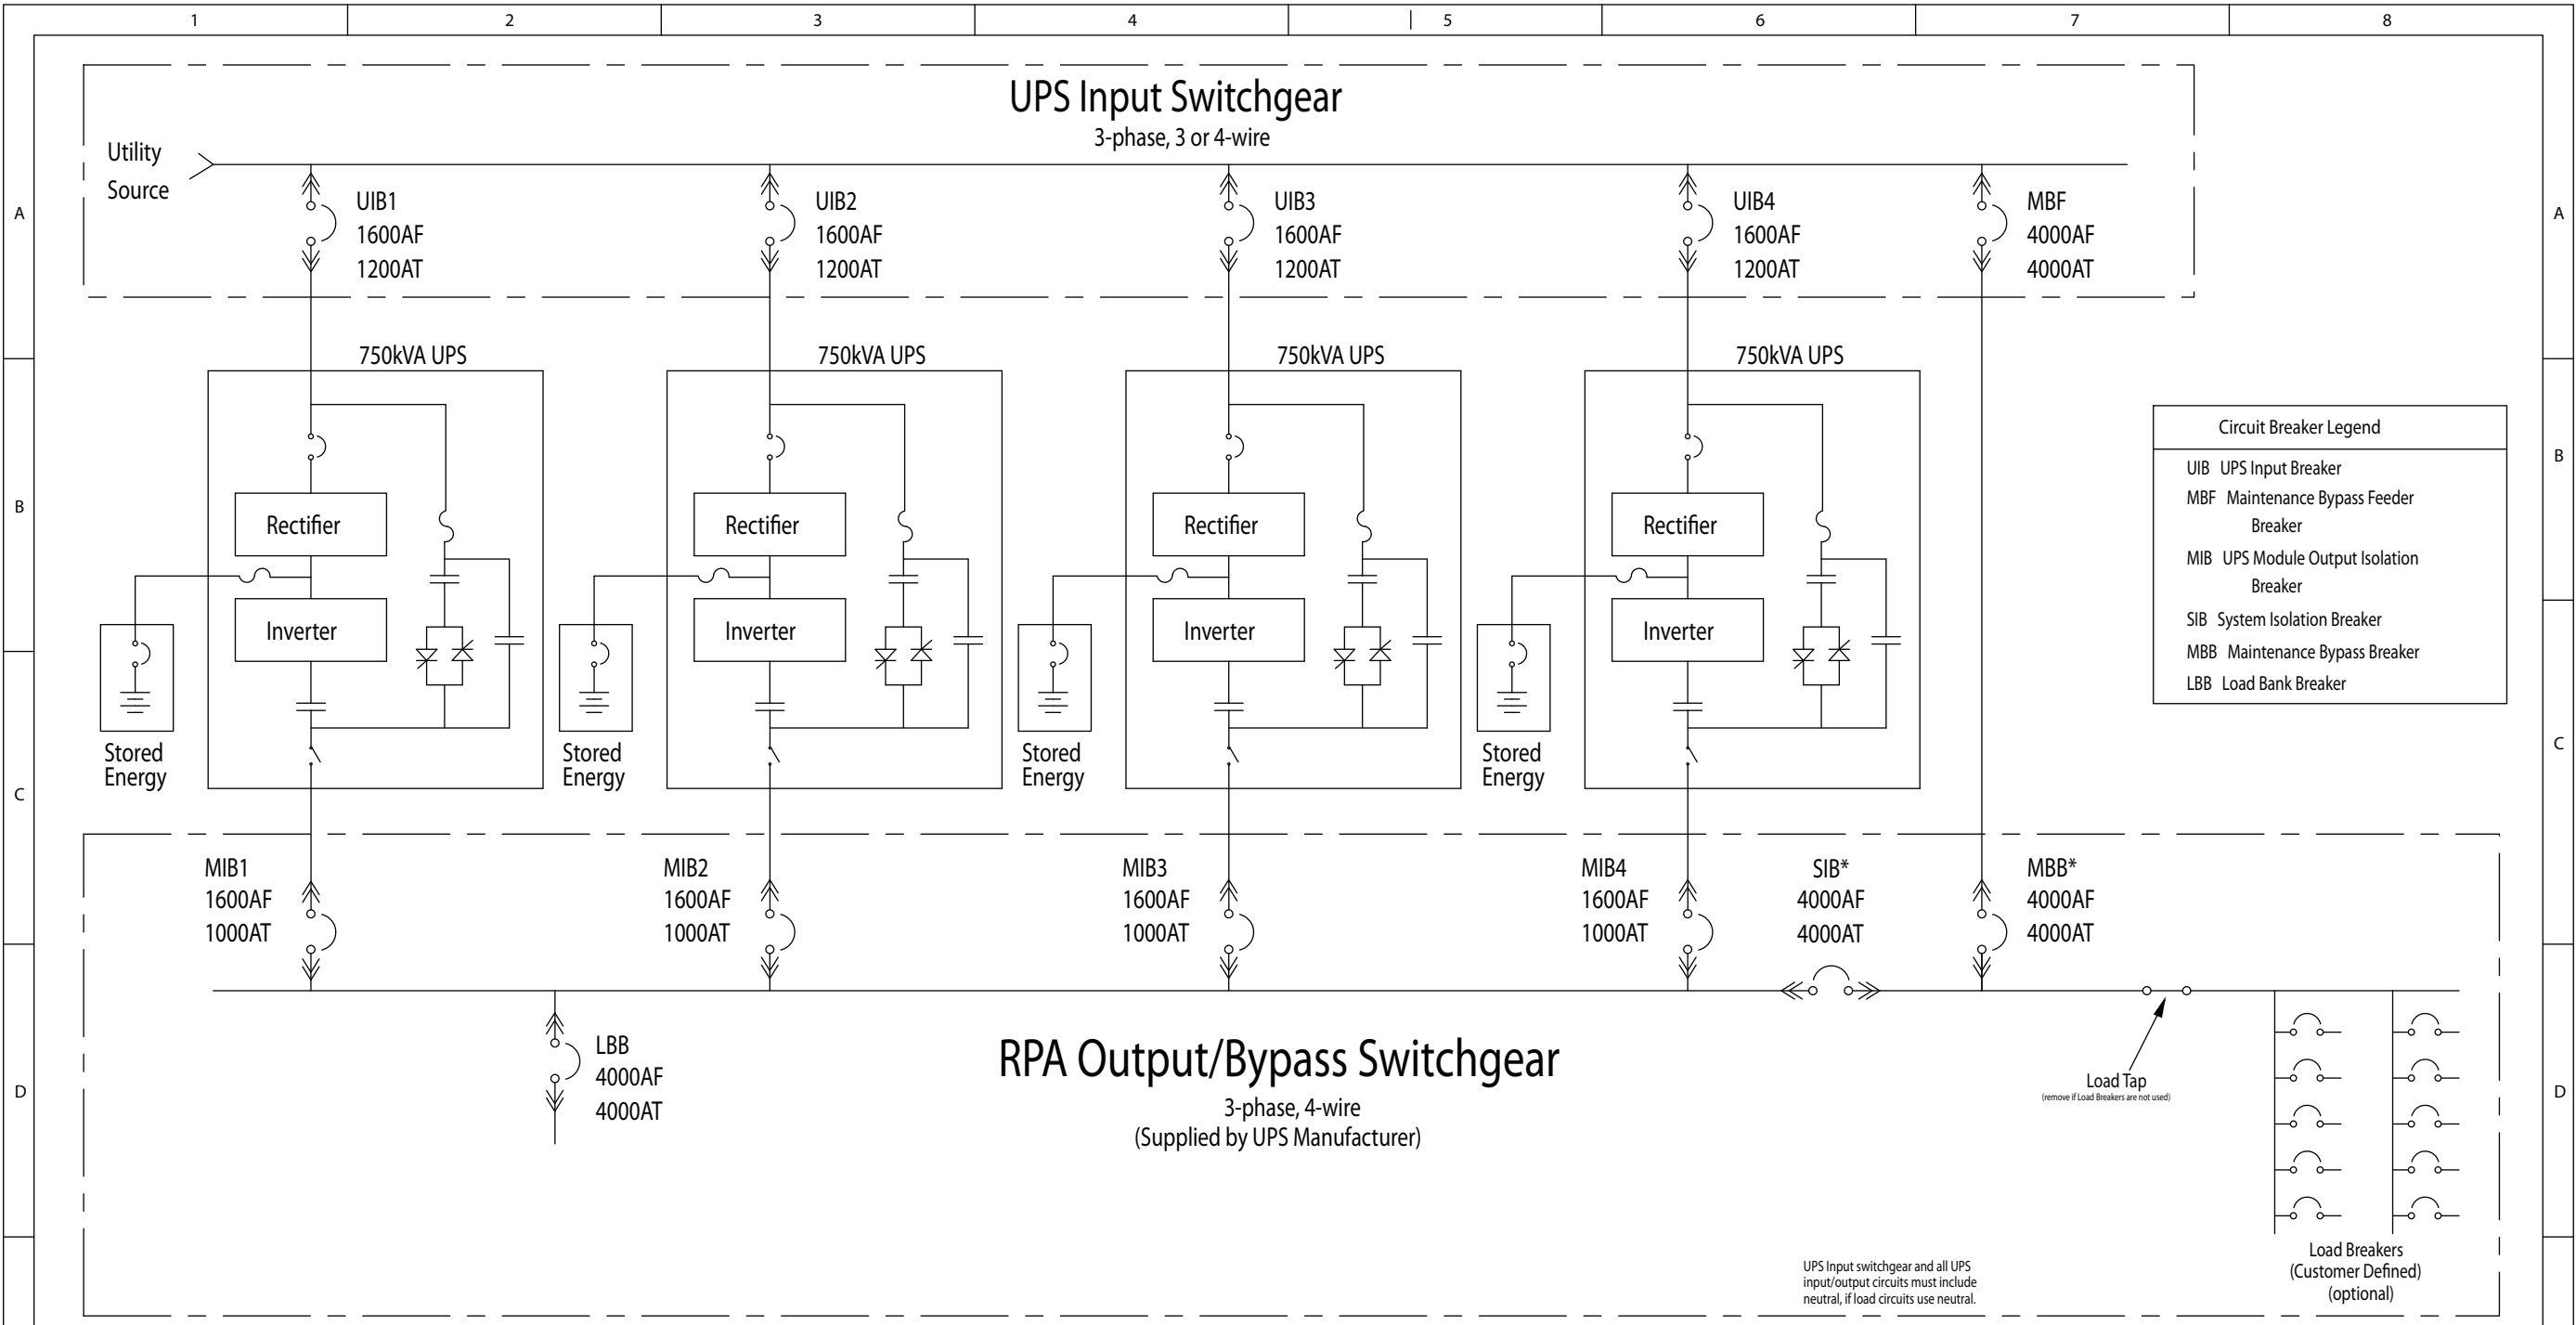 1 2 3 4 5 6 7 8
UPS Input Switchgear
3-phase, 3 or 4-wire
Utility
Source
A
A
UIB1
1600AF
1200AT
UIB2
1600AF
1200AT
UIB3
1600AF
1200AT
UIB4
1600AF
1200AT
MBF
4000AF
4000AT
750kVA UPS
750kVA UPS
750kVA UPS
750kVA UPS
Circuit Breaker Legend
UIB UPS Input Breaker
MBF Maintenance Bypass Feeder
Breaker
MIB UPS Module Output Isolation
Breaker
SIB System Isolation Breaker
MBB Maintenance Bypass Breaker
LBB Load Bank Breaker
B
B
Rectifier
Rectifier
Rectifier
Rectifier
Inverter
Inverter
Inverter
Inverter
Stored
Energy
Stored
Energy
Stored
Energy
Stored
Energy
C
C
MIB1
1600AF
1000AT
MIB2
1600AF
1000AT
MIB3
1600AF
1000AT
MIB4
1600AF
1000AT
SIB*
4000AF
4000AT
MBB*
4000AF
4000AT
LBB
4000AF
4000AT
RPA Output/Bypass Switchgear
3-phase, 4-wire
(Supplied by UPS Manufacturer)
Load Tap
(remove if Load Breakers are not used)
D
D
UPS Input switchgear and all UPS
input/output circuits must include
neutral, if load circuits use neutral.
Load Breakers
(Customer Defined)
(optional)